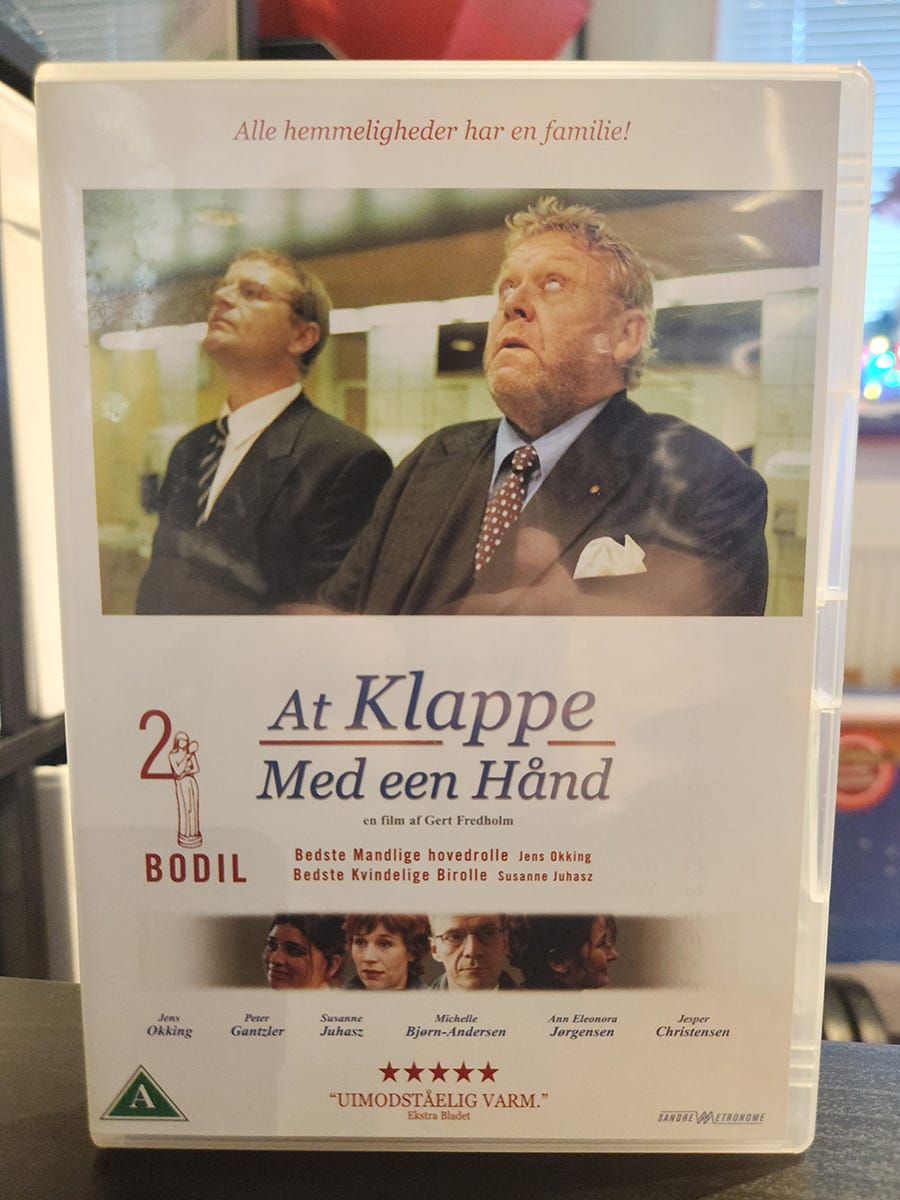 Alle hemmeligheder har en familie!
At Klappe
Med een Hånd
en film af Gert Fredholm
2
BODIL
Bedste Mandlige hovedrolle Jens Okking
Bedste Kvindelige Birolle Susanne Juhasz
Jens Okking
Peter Gantzler
Susanne Juhasz
Michelle Bjørn-Andersen
Ann Eleonora Jørgensen
Jesper Christensen
A
"UIMODSTÅELIG VARM."
Ekstra Bladet
SANDREW METRONOME